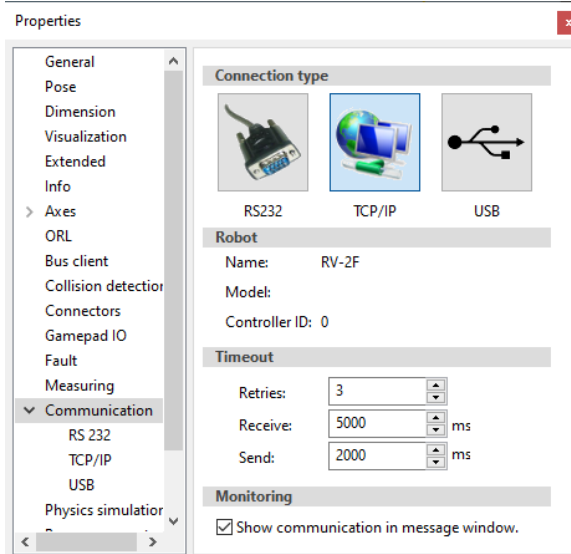 Properties
General
Pose
Dimension
Visualization
Extended
Info
Axes
ORL
Bus client
Collision detection
Connectors
Gamepad IO
Fault
Measuring
Communication
RS 232
TCP/IP
USB
Physics simulation
Connection type
RS232 TCP/IP USB
Robot
Name: RV-2F
Model:
Controller ID: 0
Timeout
Retries: 3
Receive: 5000 ms
Send: 2000 ms
Monitoring
Show communication in message window.